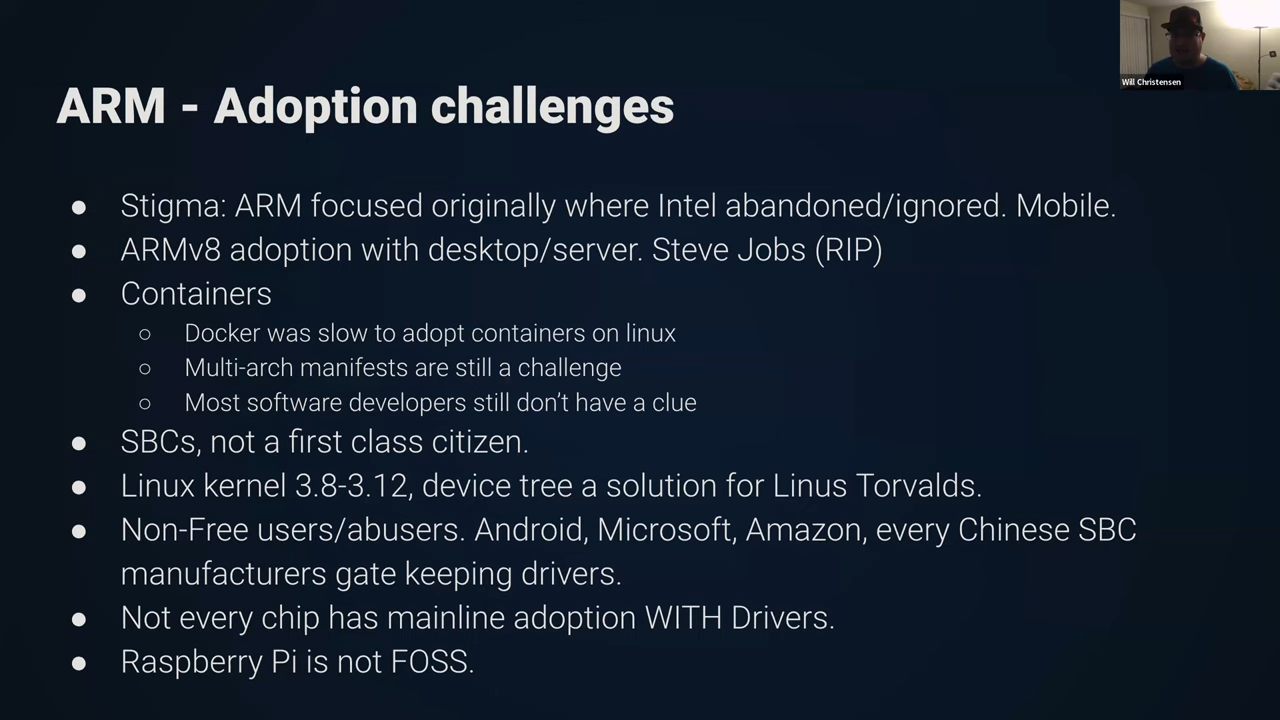 Will Christensen
ARM - Adoption challenges
● Stigma: ARM focused originally where Intel abandoned/ignored. Mobile.
● ARMv8 adoption with desktop/server. Steve Jobs (RIP)
● Containers
○ Docker was slow to adopt containers on linux
○ Multi-arch manifests are still a challenge
○ Most software developers still don’t have a clue
● SBCs, not a first class citizen.
● Linux kernel 3.8-3.12, device tree a solution for Linus Torvalds.
● Non-Free users/abusers. Android, Microsoft, Amazon, every Chinese SBC
manufacturers gate keeping drivers.
● Not every chip has mainline adoption WITH Drivers.
● Raspberry Pi is not FOSS.